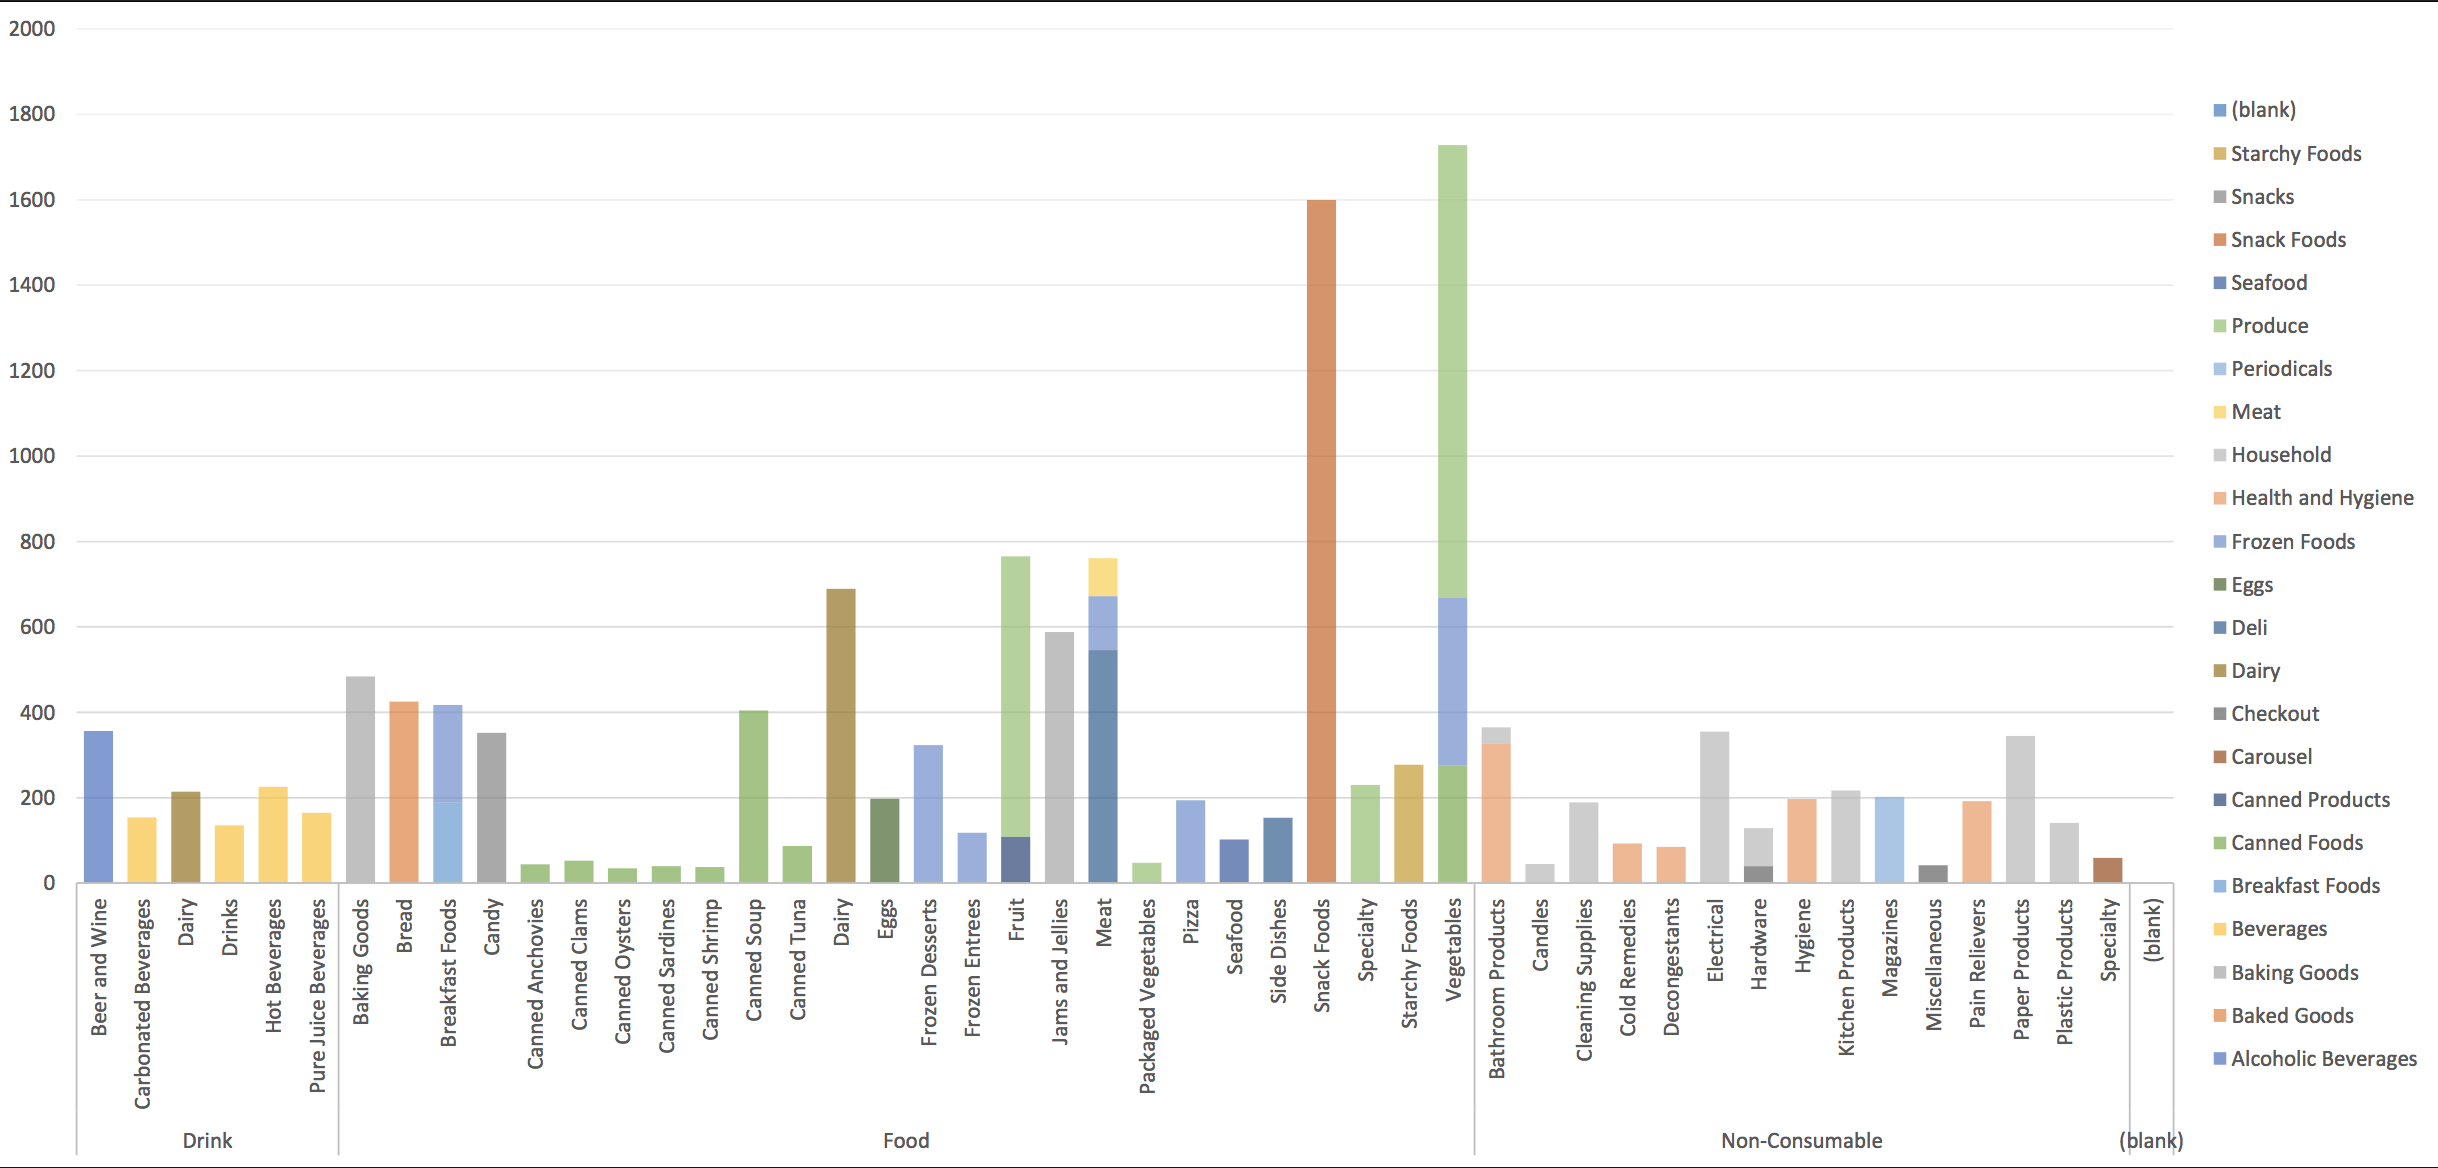 2000
1800
1600
1400
1200
1000
800
600
400
200
0
Beer and Wine
Carbonated Beverages
Dairy
Drinks
Hot Beverages
Pure Juice Beverages
Baking Goods
Bread
Breakfast Foods
Candy
Canned Anchovies
Canned Clams
Canned Oysters
Canned Sardines
Canned Shrimp
Canned Soup
Canned Tuna
Dairy
Eggs
Frozen Desserts
Frozen Entrees
Fruit
Jams and Jellies
Meat
Packaged Vegetables
Pizza
Seafood
Side Dishes
Snack Foods
Specialty
Starchy Foods
Vegetables
Bathroom Products
Candles
Cleaning Supplies
Cold Remedies
Decongestants
Electrical
Hardware
Hygiene
Kitchen Products
Magazines
Miscellaneous
Pain Relievers
Paper Products
Plastic Products
Specialty
(blank)
Drink
Food
Non-Consumable
(blank)
(blank)
Starchy Foods
Snacks
Snack Foods
Seafood
Produce
Periodicals
Meat
Household
Health and Hygiene
Frozen Foods
Eggs
Deli
Dairy
Checkout
Carousel
Canned Products
Canned Foods
Breakfast Foods
Beverages
Baking Goods
Baked Goods
Alcoholic Beverages